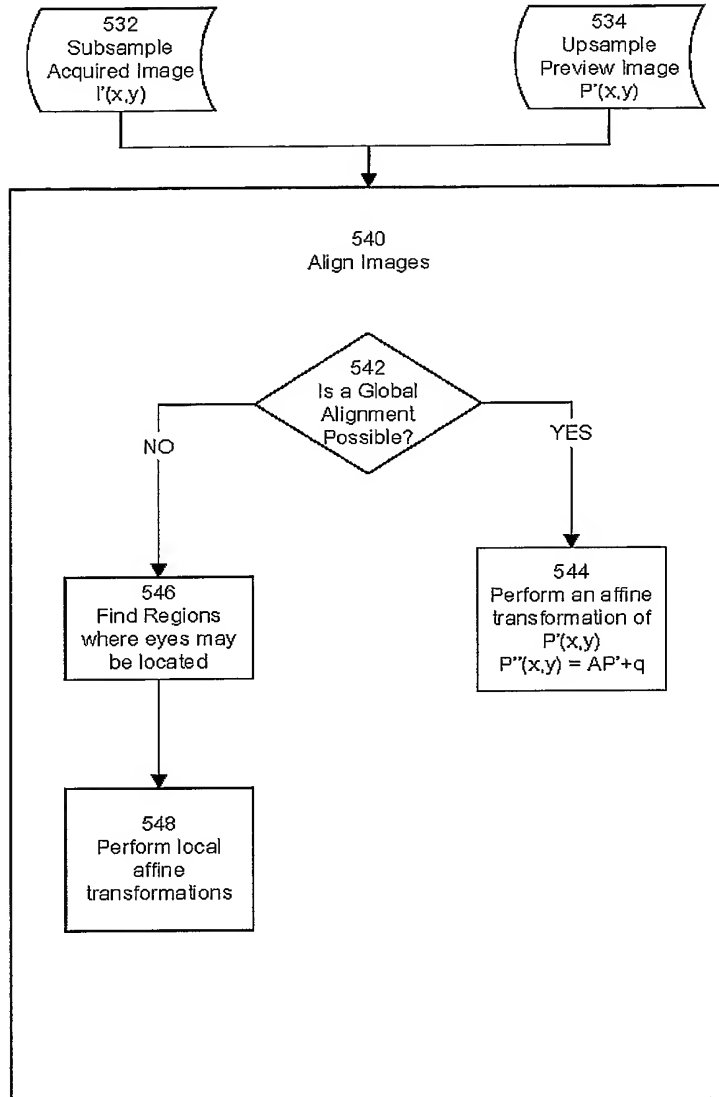 532
Subsample
Acquired Image
I'(x,y)
534
Upsample
Preview Image
P'(x,y)
540
Align Images
542
Is a Global
Alignment
Possible?
NO
YES
546
Find Regions
where eyes may
be located
544
Perform an affine
transformation of
P'(x,y)
P''(x,y) = AP'+q
548
Perform local
affine
transformations